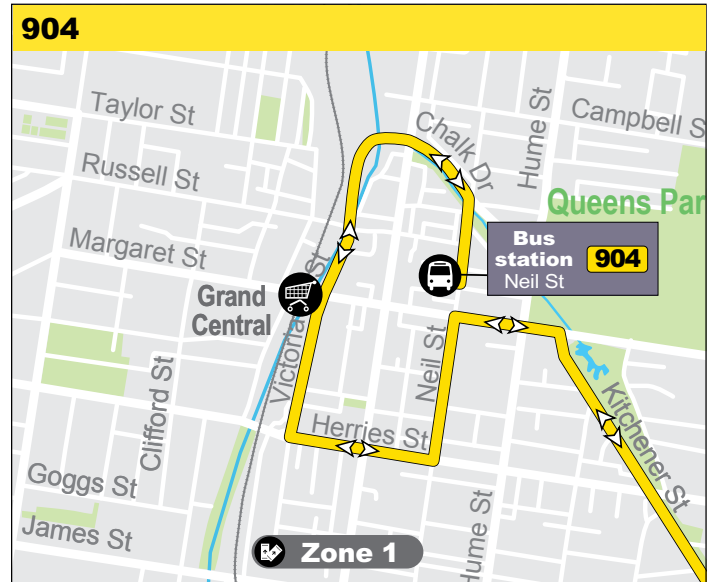 904
Taylor St
Chalk Dr
Hume St
Campbell S
Russell St
Queens Par
Margaret St
Bus
station
Neil St
904
Grand
Central
Victoria St
Neil St
Clifford St
Kitchener St
Herries St
Goggs St
Hume St
James St
Zone 1